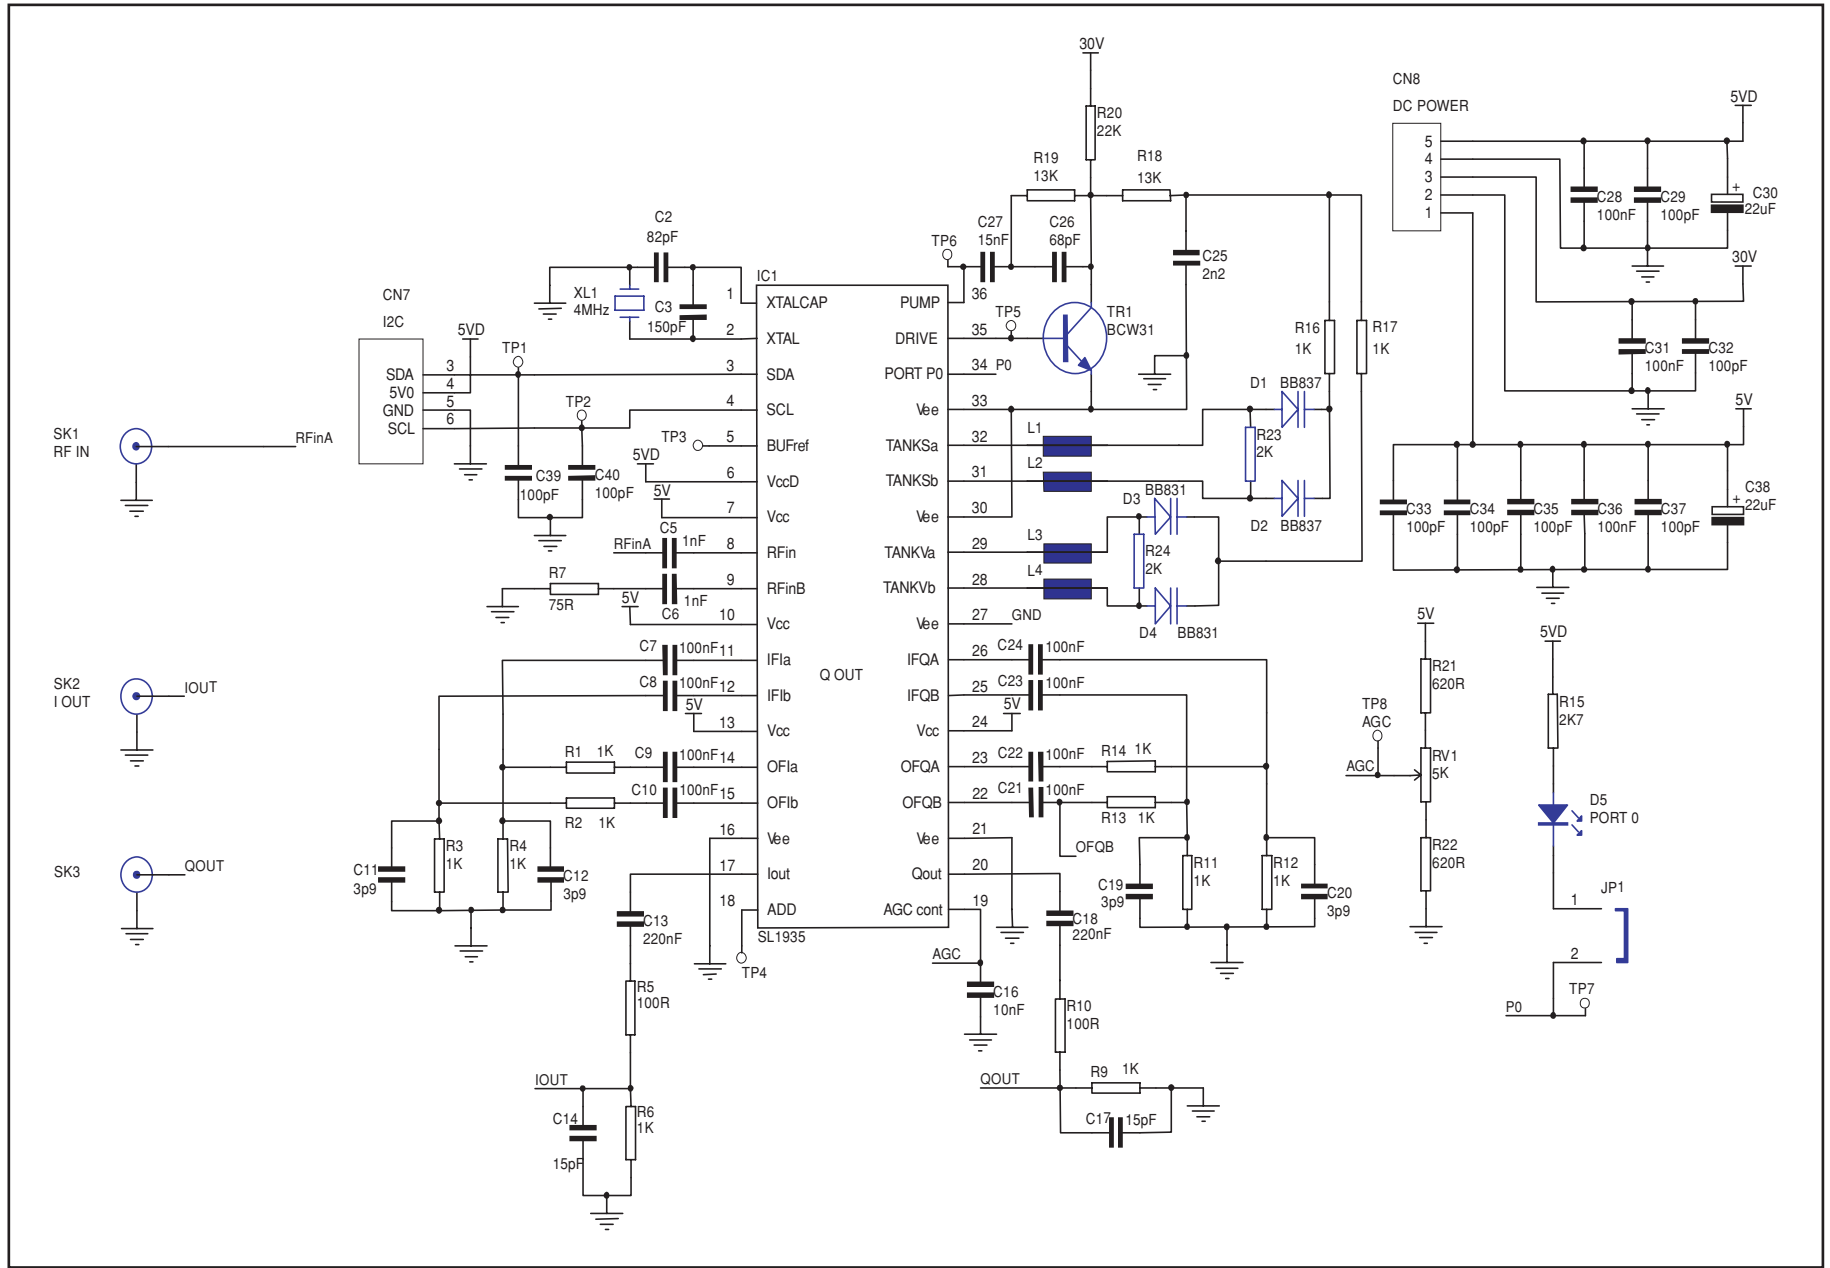 30V
R20
22K
R19
13K
R18
13K
C2
82pF
C27
15nF
C26
68pF
TP6
C25
2n2
CN8
DC POWER
5
4
3
2
1
5VD
C28
100nF
C29
100pF
+
C30
22uF
30V
C31
100nF
C32
100pF
5V
C33
100pF
C34
100pF
C35
100pF
C36
100nF
C37
100pF
+
C38
22uF
XL1
4MHz
C3
150pF
CN7
I2C
5VD
SDA
5V0
GND
SCL
3
4
5
6
TP1
TP2
TP3
C39
100pF
C40
100pF
5VD
5V
RFinA
C5
1nF
R7
75R
5V
C6
1nF
IC1
1
XTALCAP
2
XTAL
3
SDA
4
SCL
5
BUFref
6
VccD
7
Vcc
8
RFin
9
RFinB
10
Vcc
11
IFIa
12
IFIb
13
Vcc
14
OFIa
15
OFIb
16
Vee
17
Iout
18
ADD
Q OUT
SL1935
PUMP
36
DRIVE
35
PORT P0
34
P0
Vee
33
TANKSa
32
TANKSb
31
Vee
30
TANKVa
29
TANKVb
28
Vee
27
GND
IFQA
26
IFQB
25
Vcc
24
OFQA
23
OFQB
22
Vee
21
Qout
20
AGC cont
19
TP5
TR1
BCW31
R16
1K
R17
1K
D1
BB837
R23
2K
D2
BB837
L1
L2
L3
L4
D3
BB831
R24
2K
D4
BB831
SK1
RF IN
RFinA
SK2
I OUT
IOUT
SK3
QOUT
C7
100nF
C8
100nF
5V
R1
1K
C9
100nF
C10
100nF
R2
1K
C11
3p9
R3
1K
R4
1K
C12
3p9
C13
220nF
TP4
R5
100R
IOUT
C14
15pF
R6
1K
C24
100nF
C23
100nF
5V
C22
100nF
R14
1K
C21
100nF
R13
1K
OFQB
C19
3p9
R11
1K
R12
1K
C20
3p9
C18
220nF
AGC
C16
10nF
R10
100R
QOUT
R9
1K
C17
15pF
5V
R21
620R
TP8
AGC
AGC
RV1
5K
R22
620R
5VD
R15
2K7
D5
PORT 0
JP1
1
2
P0
TP7